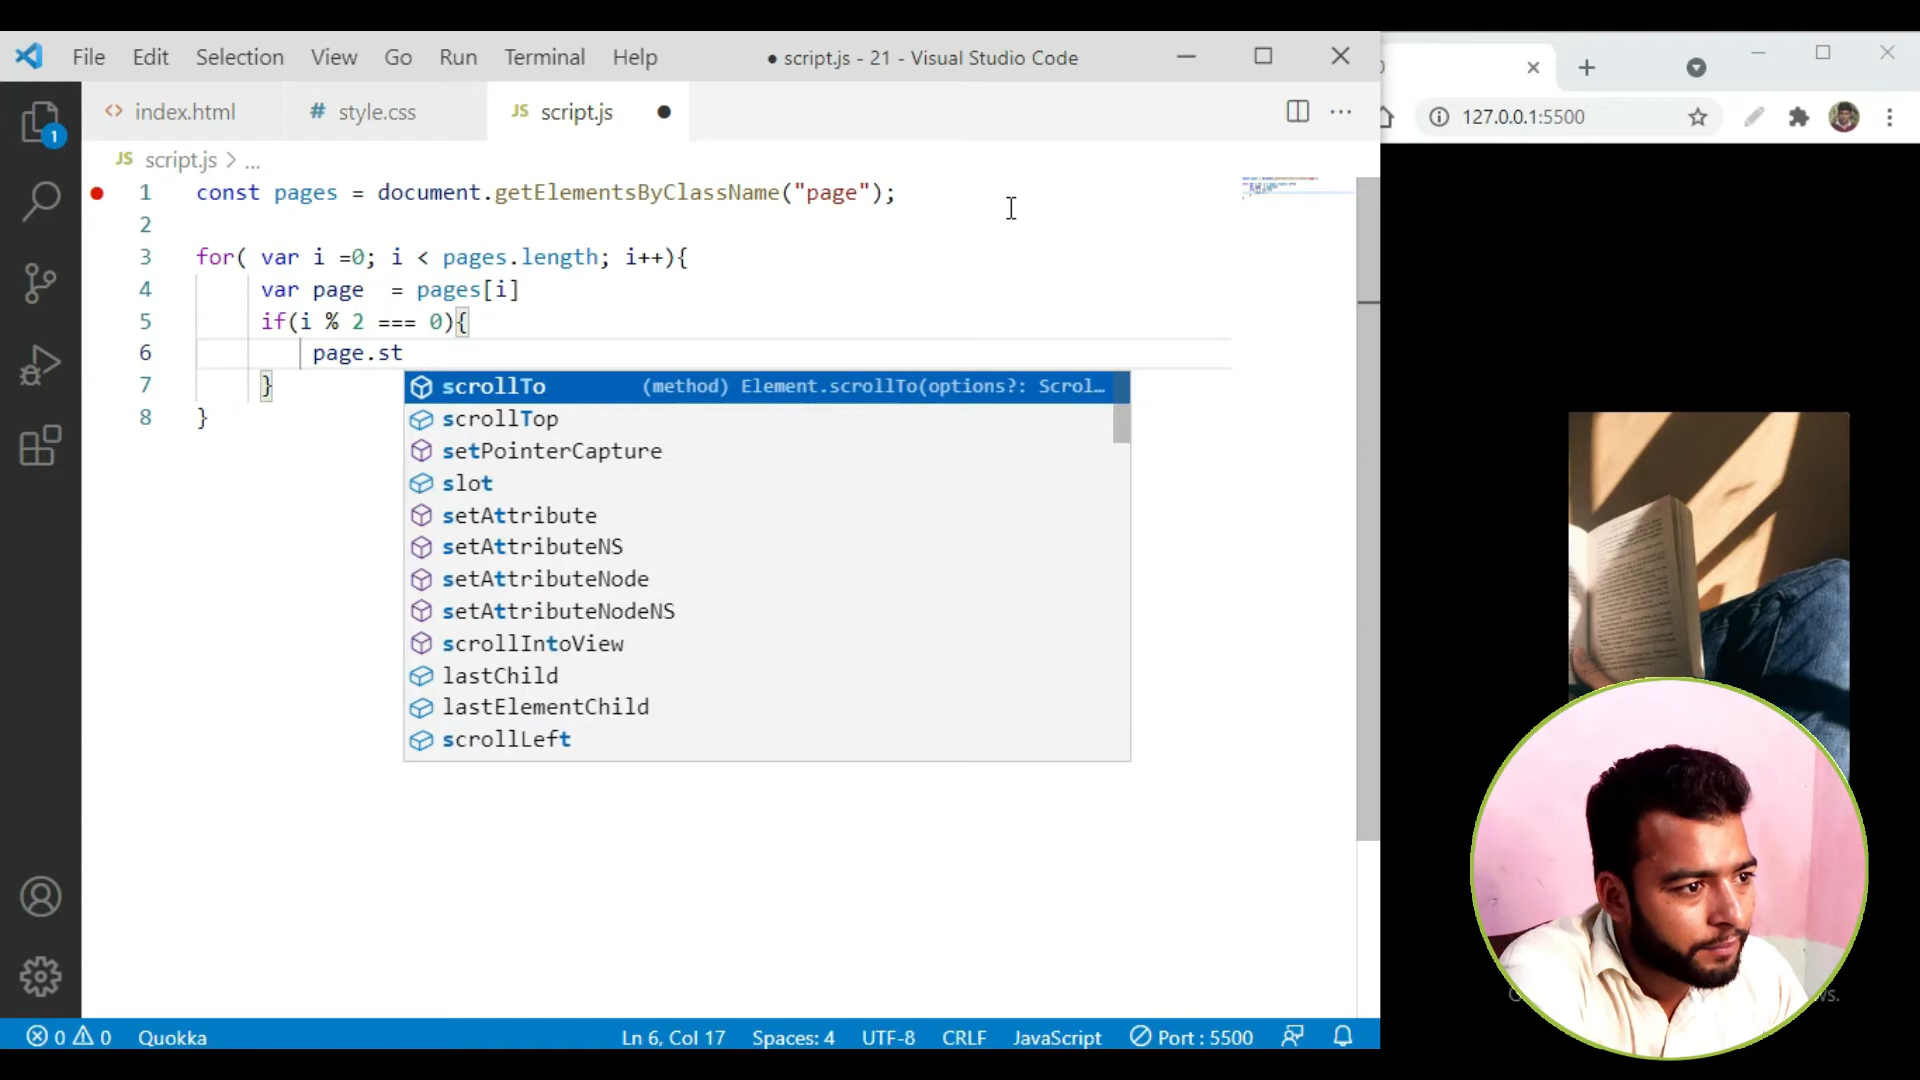 File Edit Selection View Go Run Terminal Help ● script.js - 21 - Visual Studio Code
<> index.html # style.css JS script.js ●
127.0.0.1:5500
JS script.js > ...
1 const pages = document.getElementsByClassName("page");
2
3 for( var i =0; i < pages.length; i++){
4 var page = pages[i]
5 if(i % 2 === 0){
6 page.st
7 }
8 }
scrollTo (method) Element.scrollTo(options?: Scrol…
scrollTop
setPointerCapture
slot
setAttribute
setAttributeNS
setAttributeNode
setAttributeNodeNS
scrollIntoView
lastChild
lastElementChild
scrollLeft
1
0 0 Quokka Ln 6, Col 17 Spaces: 4 UTF-8 CRLF JavaScript Port : 5500